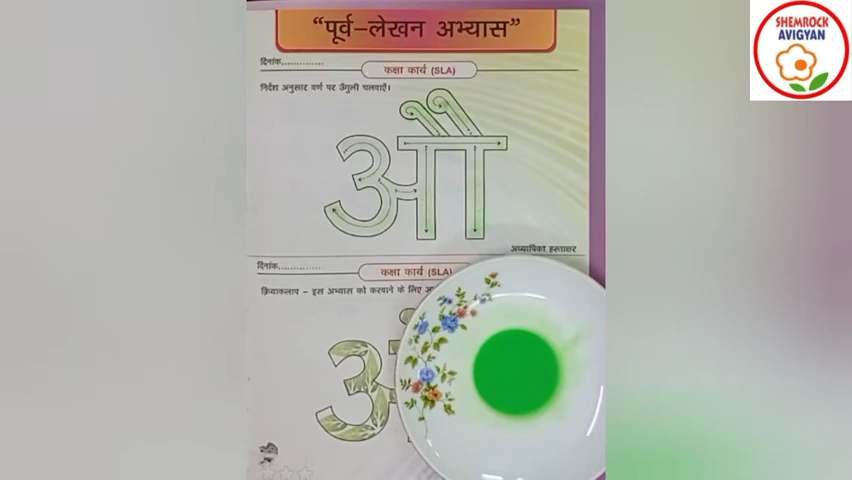 "पूर्व-लेखन अभ्यास"
SHEMROCK
AVIGYAN
दिनांक..............
कक्षा कार्य (SLA)
निर्देश अनुसार वर्ण पर उँगुली चलवाएँ।
औ
अध्यापिका हस्ताक्षर
दिनांक..............
कक्षा कार्य (SLA)
क्रियाकलाप - इस अभ्यास को करवाने के लिए